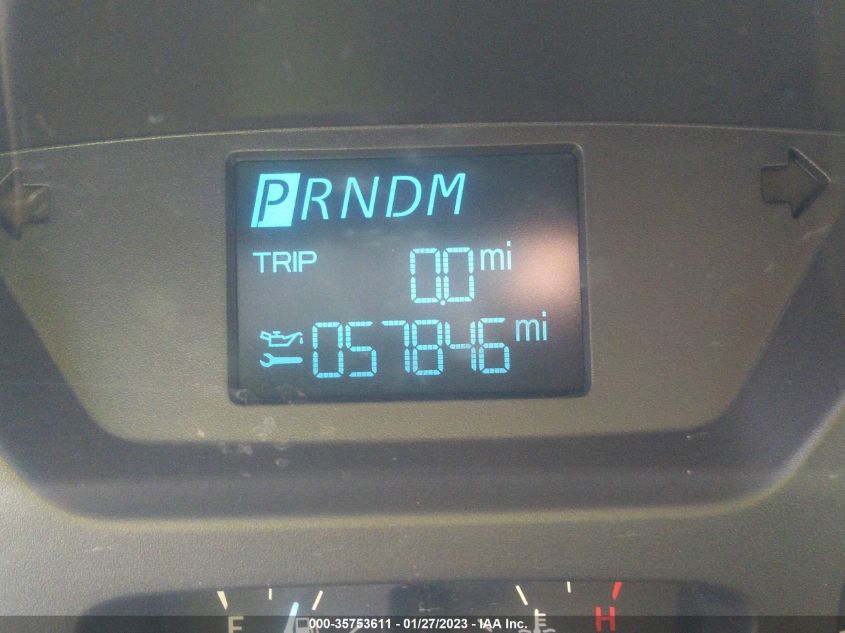 PRNDM
TRIP 0.0 mi
057846 mi
E H
000-35753611 - 01/27/2023 - IAA Inc.